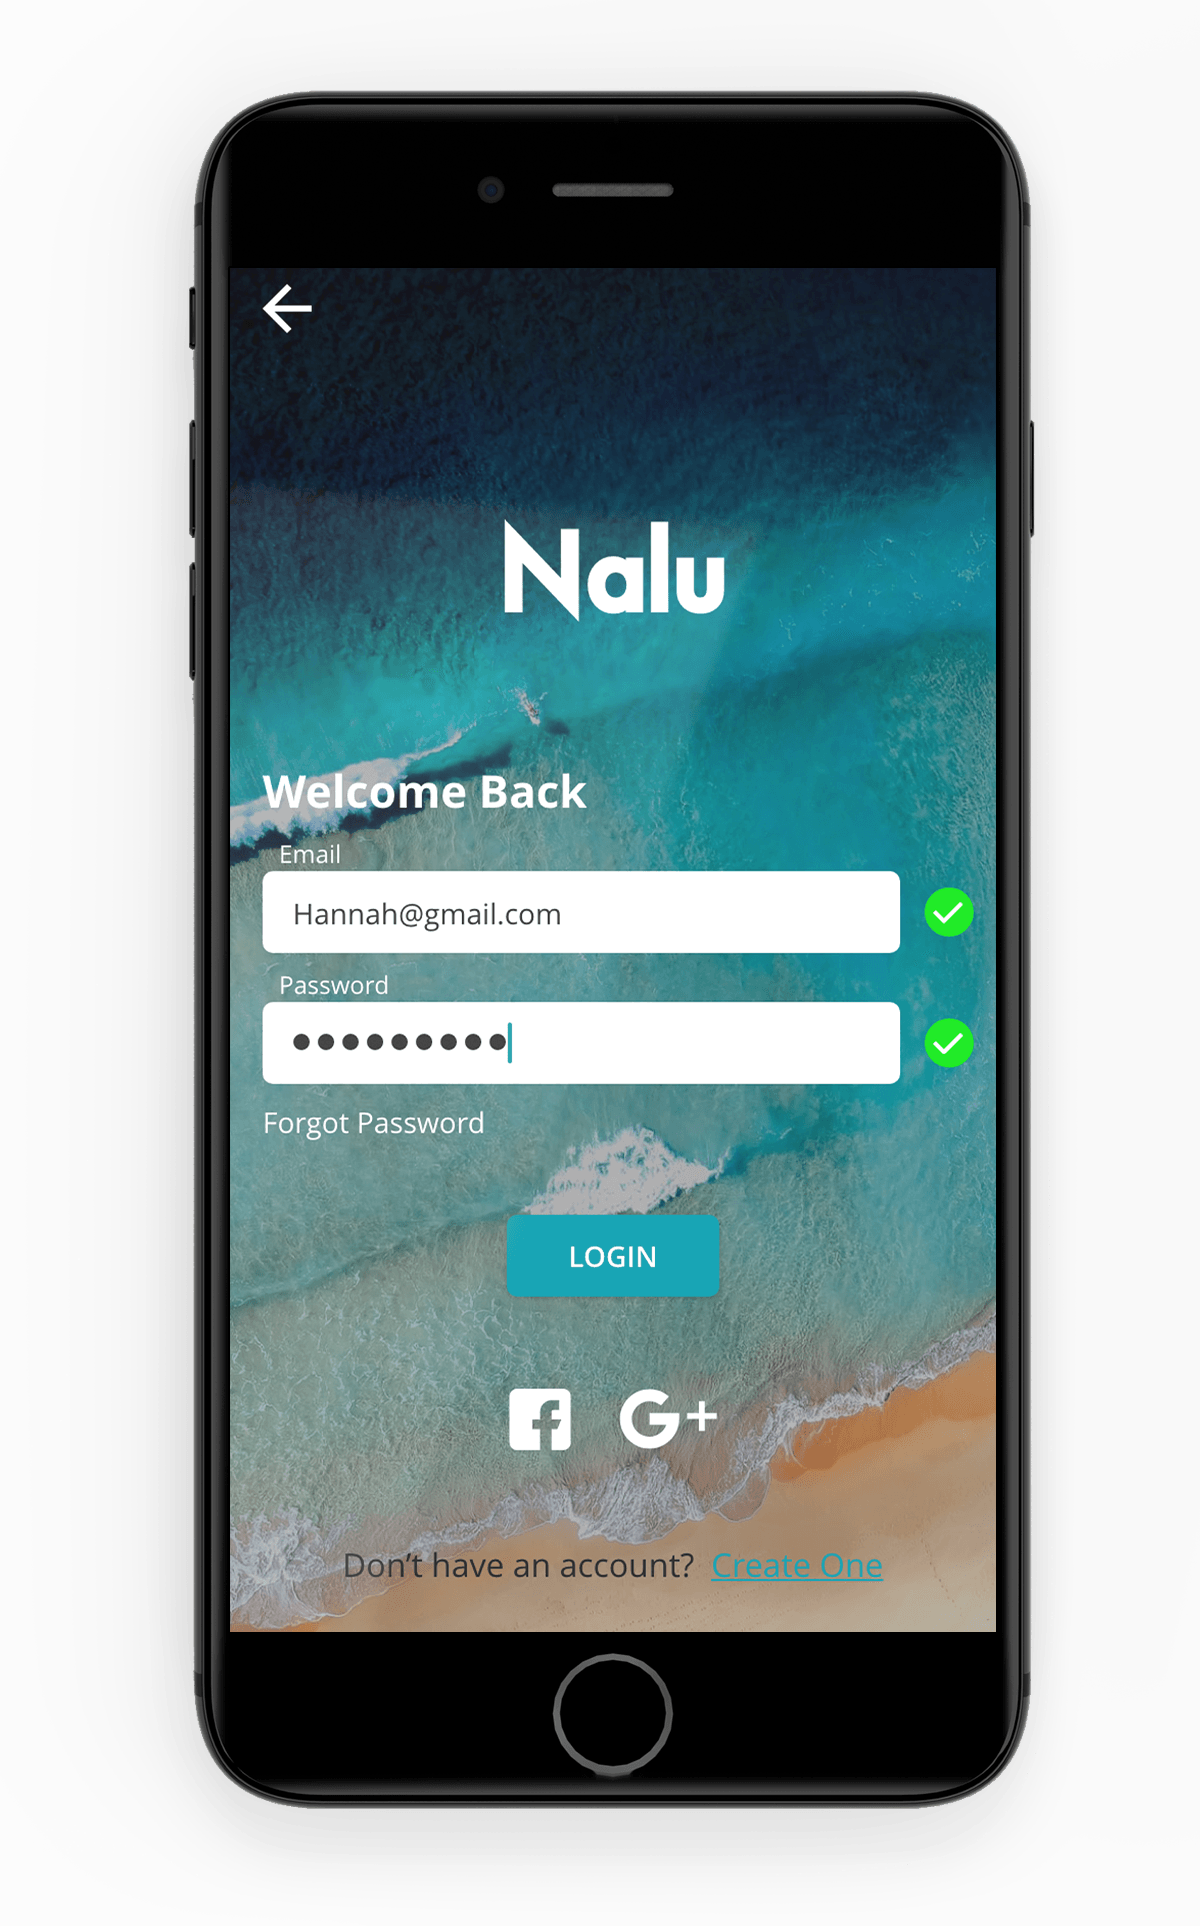 Nalu
Welcome Back
Email
Hannah@gmail.com
Password
●●●●●●●●●
Forgot Password
LOGIN
G+
Don't have an account? Create One